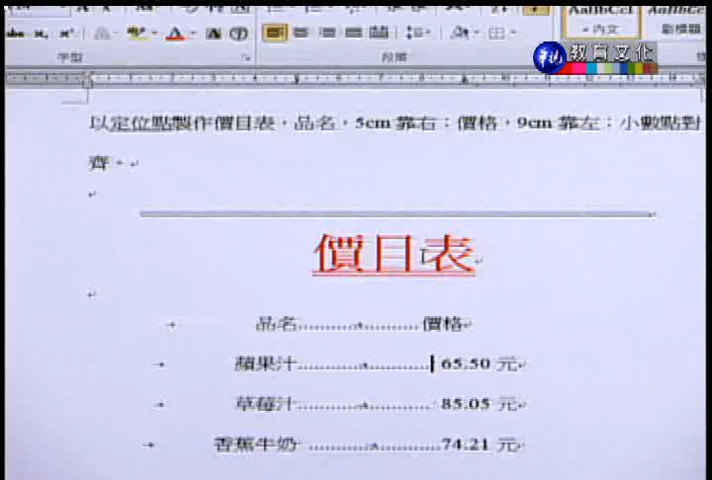 AaBbCcI
字型
段落
華視 教育文化
以定位點製作價目表，品名，5cm 靠右；價格，9cm 靠左；小數點對
齊。
價目表
品名....................價格
蘋果汁.................... 65.50 元
草莓汁.................... 85.05 元
香蕉牛奶 ....................74.21 元